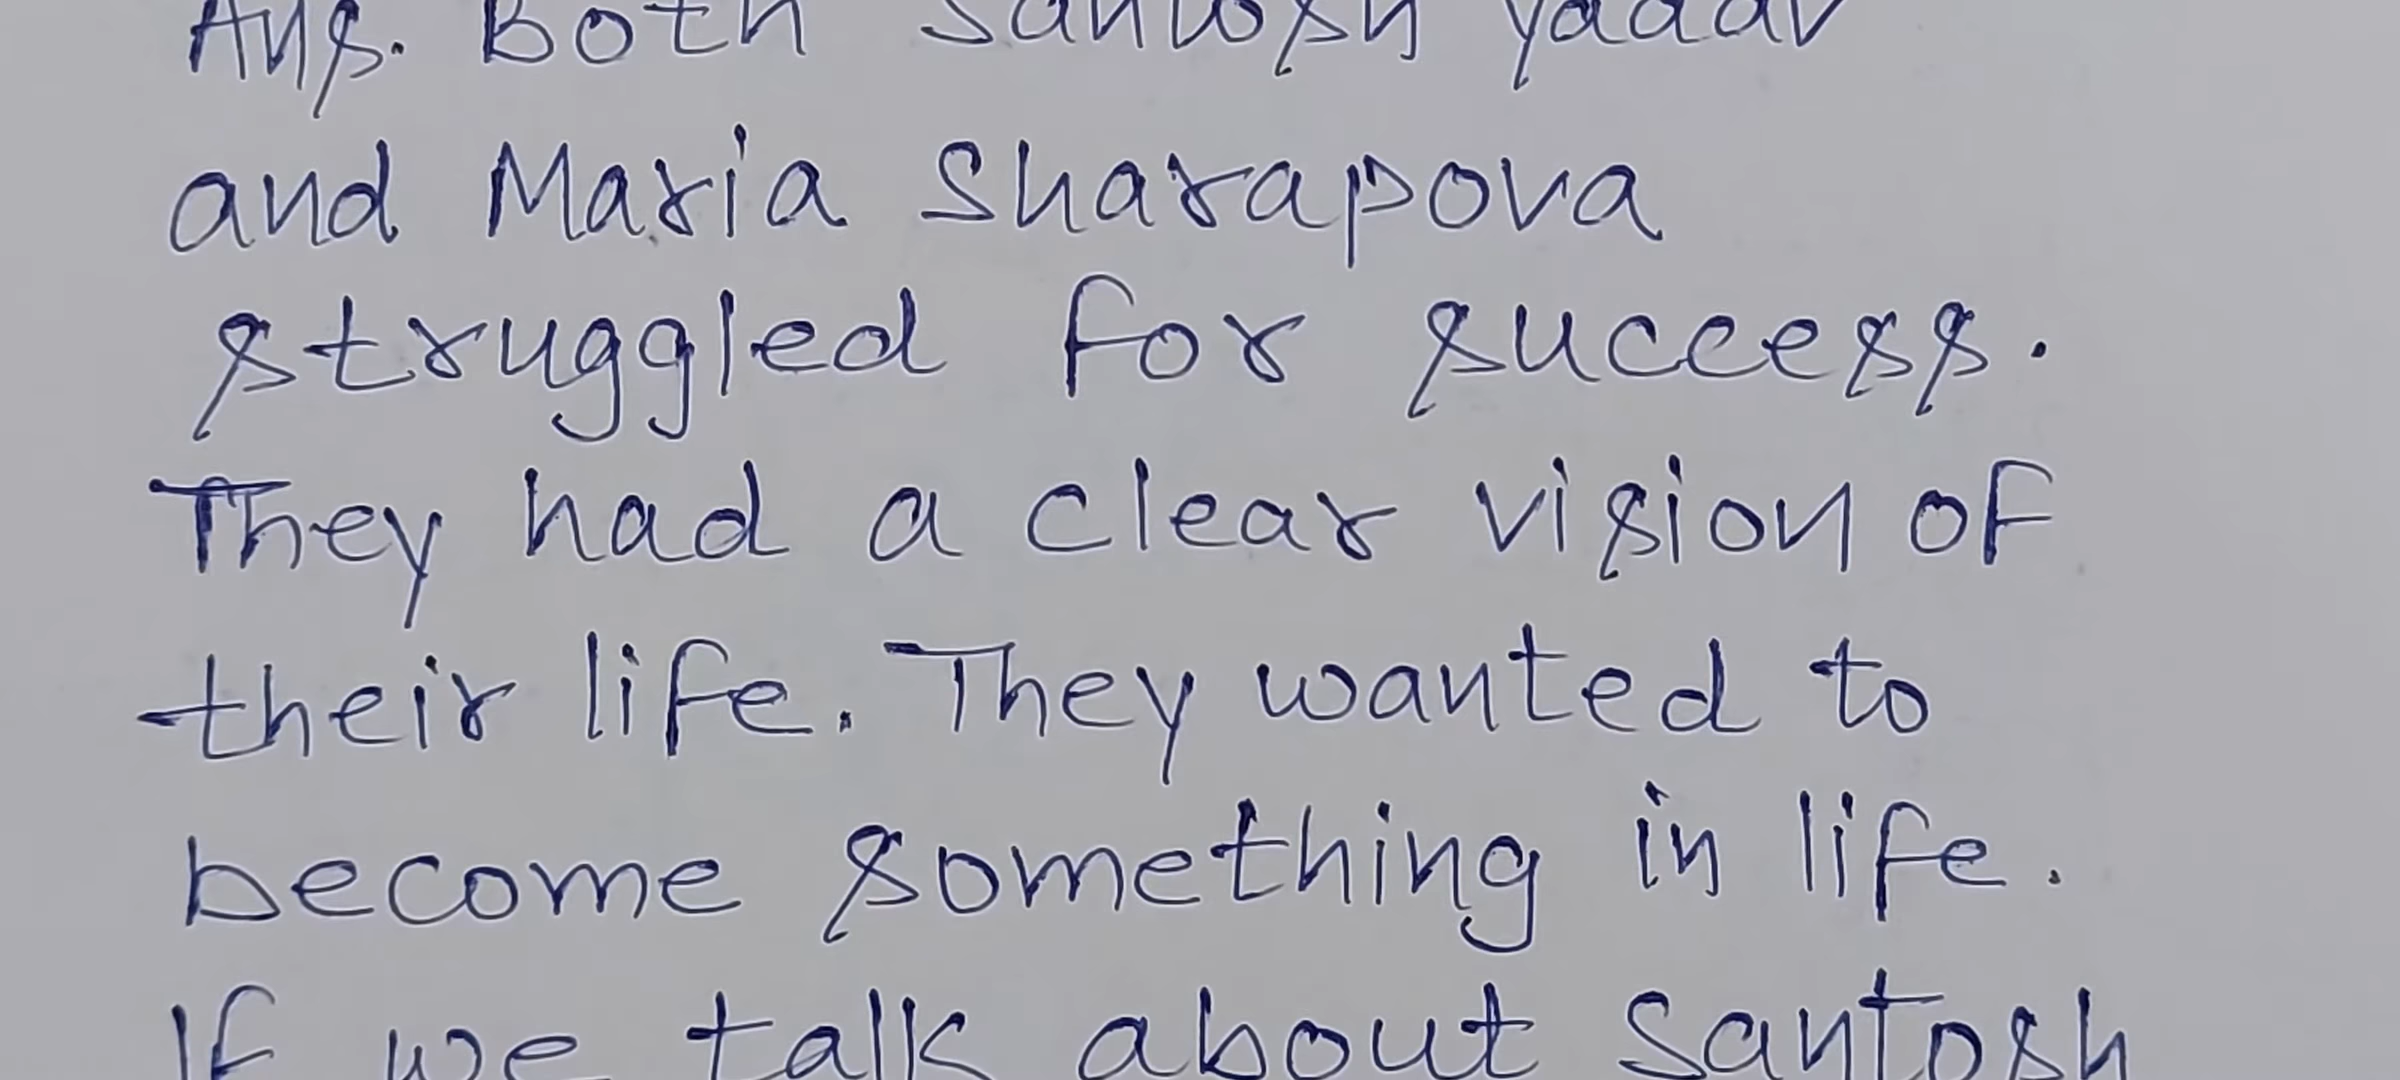 Ans. Both Santosh Yadav
and Maria Sharapova
struggled for success.
They had a clear vision of
their life. They wanted to
become something in life.
If we talk about Santosh